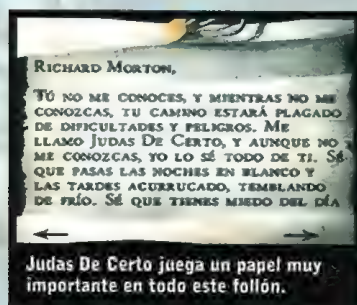 RICHARD MORTON,
TÚ NO ME CONOCES, Y MIENTRAS NO ME
CONOZCAS, TU CAMINO ESTARÁ PLAGADO
DE DIFICULTADES Y PELIGROS. ME
LLAMO JUDAS DE CERTO, Y AUNQUE NO
ME CONOZCAS, YO LO SÉ TODO DE TI. SÉ
QUE PASAS LAS NOCHES EN BLANCO Y
LAS TARDES ACURRUCADO, TEMBLANDO
DE FRÍO. SÉ QUE TIENES MIEDO DEL DÍA
Judas De Certo juega un papel muy
importante en todo este follón.